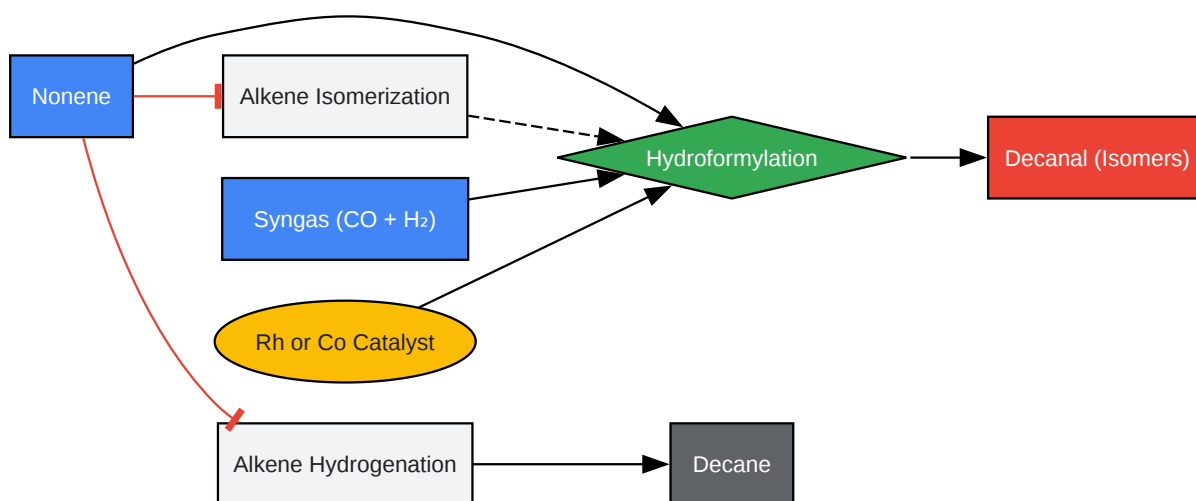 Nonene
Alkene Isomerization
Hydroformylation
Decanal (Isomers)
Syngas (CO + H₂)
Rh or Co Catalyst
Alkene Hydrogenation
Decane